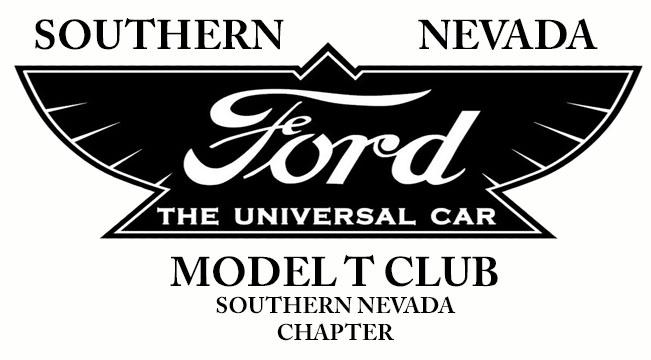 SOUTHERN NEVADA
Ford
THE UNIVERSAL CAR
MODEL T CLUB
SOUTHERN NEVADA
CHAPTER